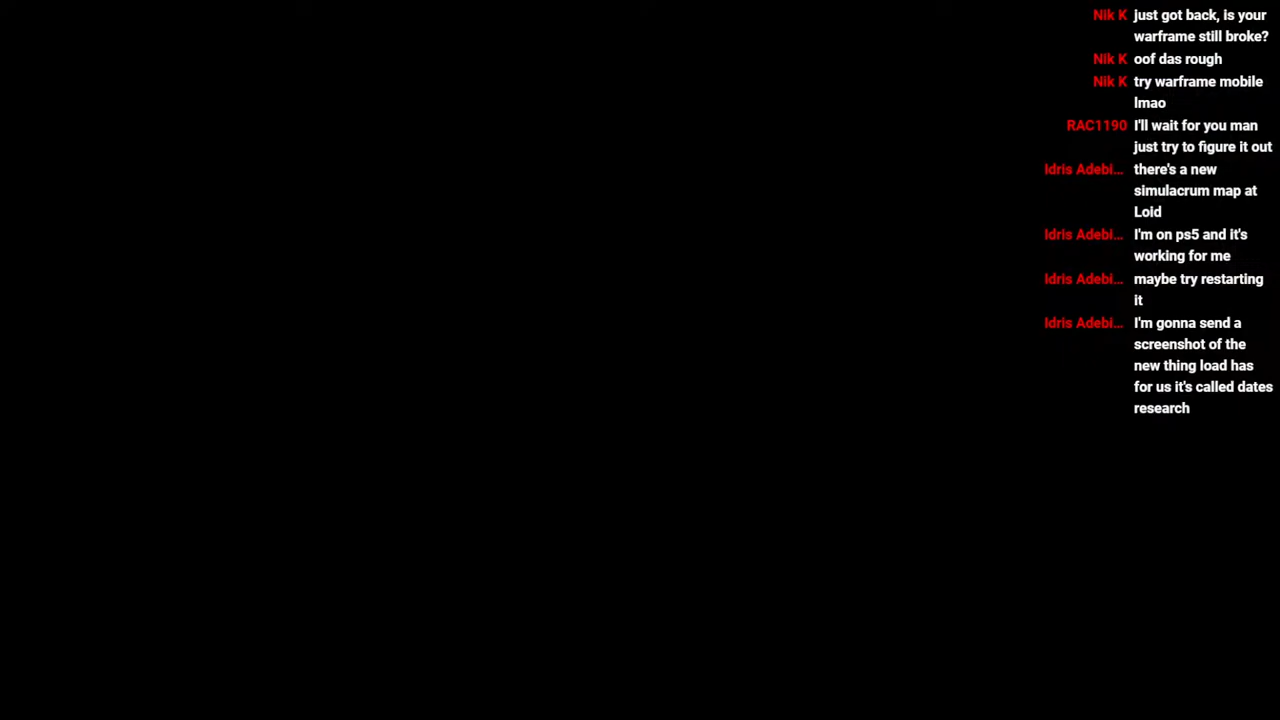 Nik K just got back, is your
warframe still broke?
Nik K oof das rough
Nik K try warframe mobile
lmao
RAC1190 I'll wait for you man
just try to figure it out
Idris Adebi... there's a new
simulacrum map at
Loid
Idris Adebi... I'm on ps5 and it's
working for me
Idris Adebi... maybe try restarting
it
Idris Adebi... I'm gonna send a
screenshot of the
new thing load has
for us it's called dates
research